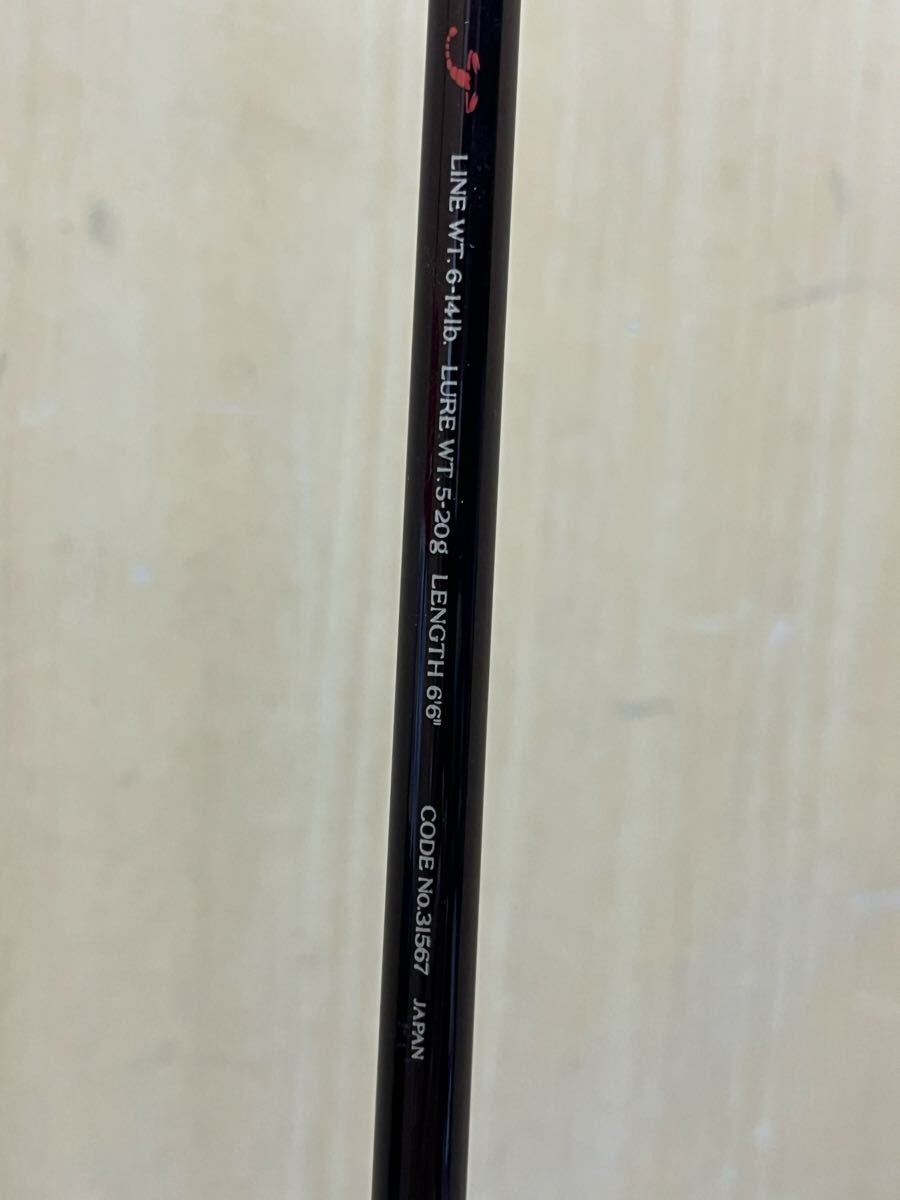 LINE WT. 6-14lb. LURE WT. 5-20g LENGTH 6'6" CODE No.31567 JAPAN